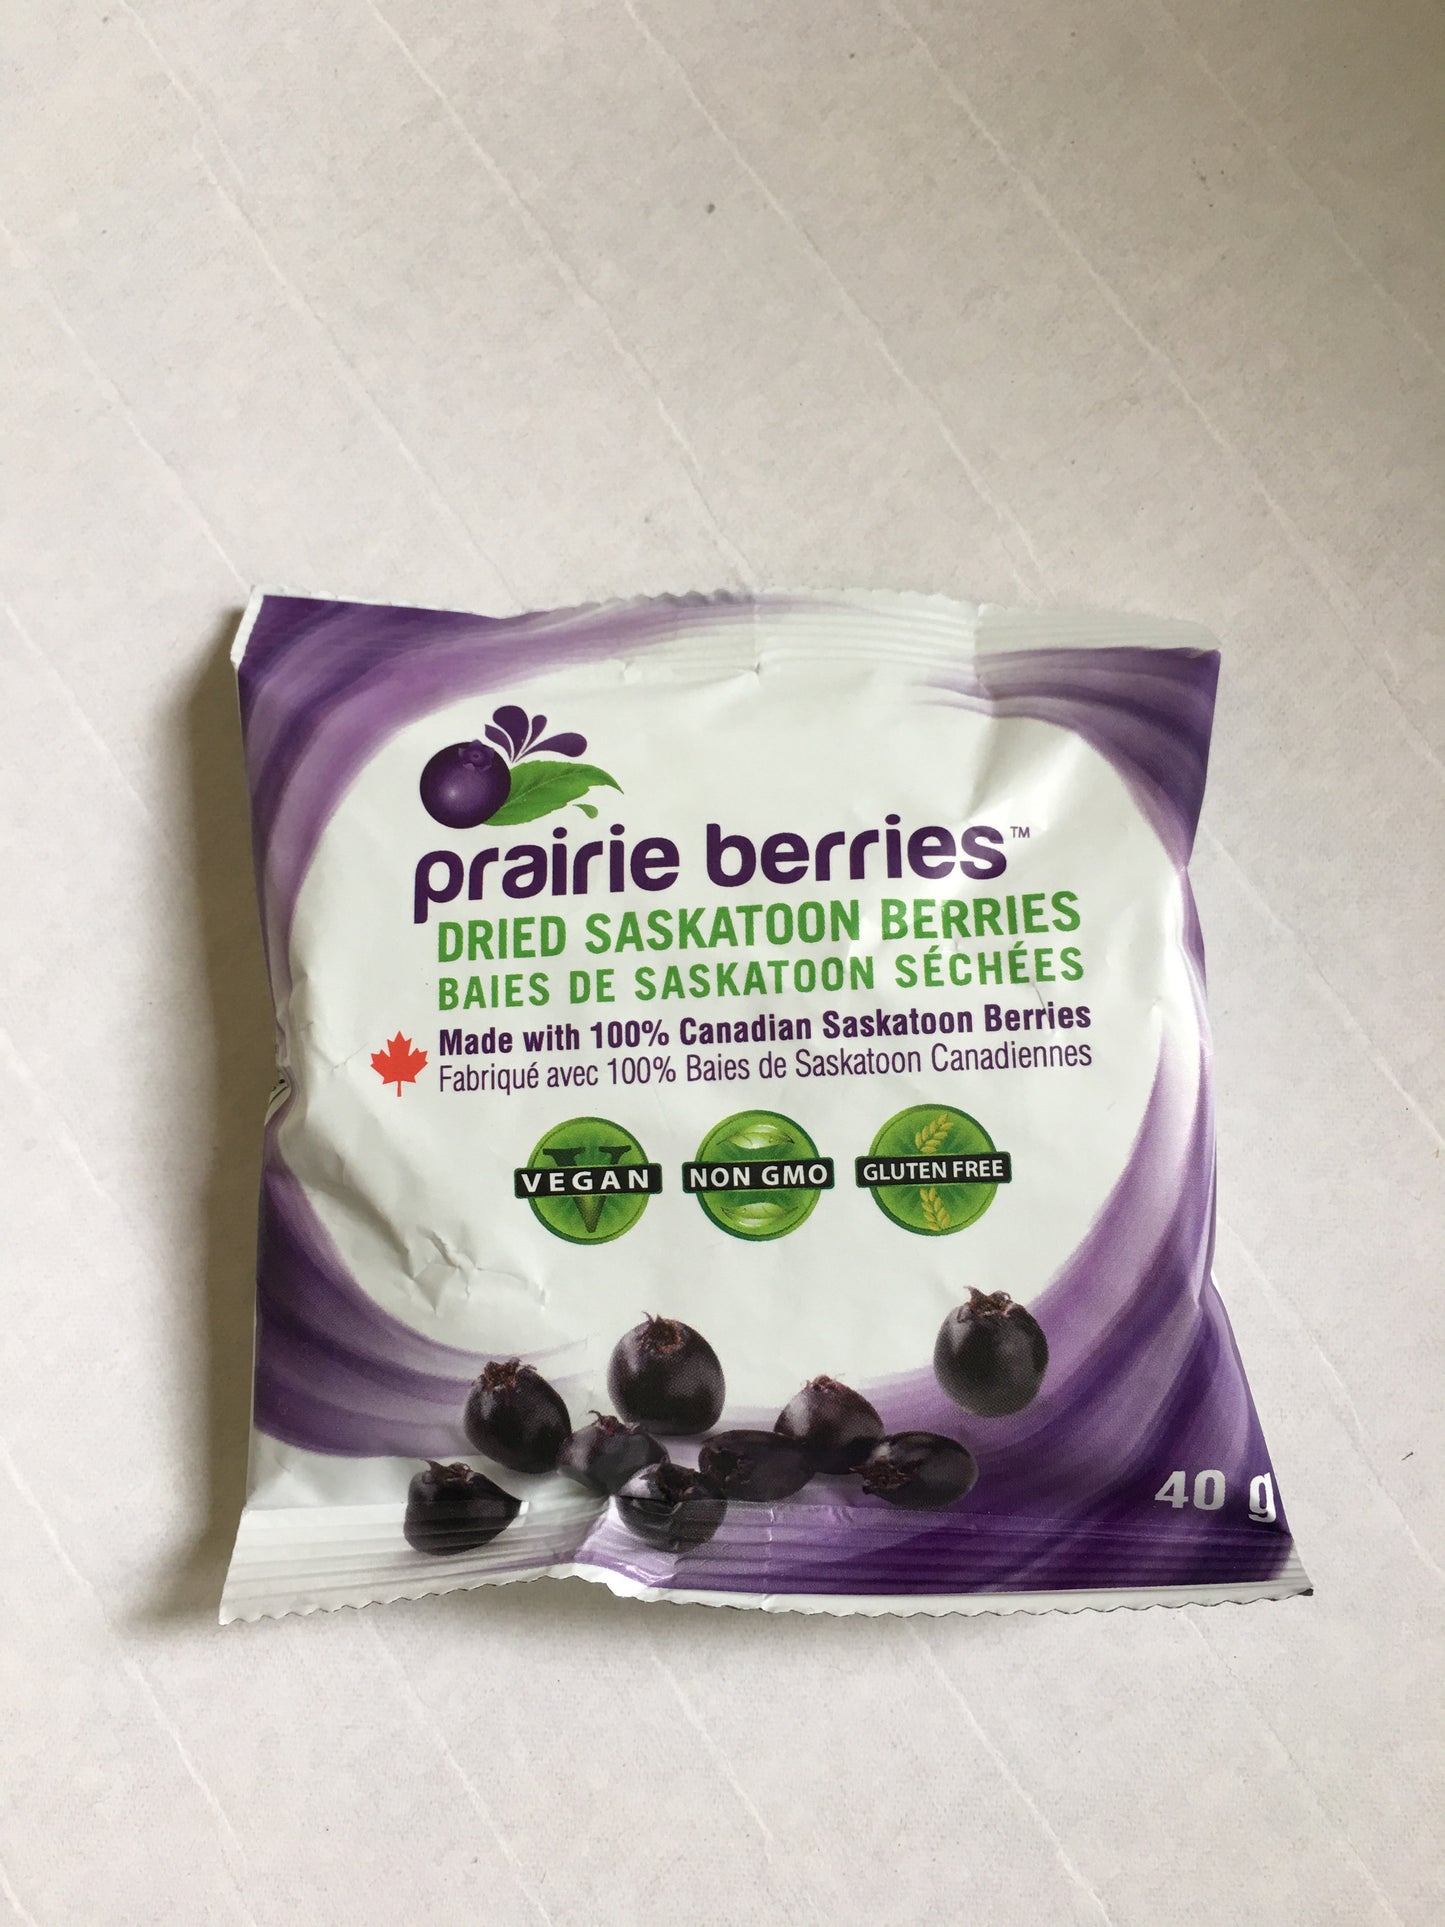 prairie berries™
DRIED SASKATOON BERRIES
BAIES DE SASKATOON SÉCHÉES
Made with 100% Canadian Saskatoon Berries
Fabriqué avec 100% Baies de Saskatoon Canadiennes
VEGAN
NON GMO
GLUTEN FREE
40 g